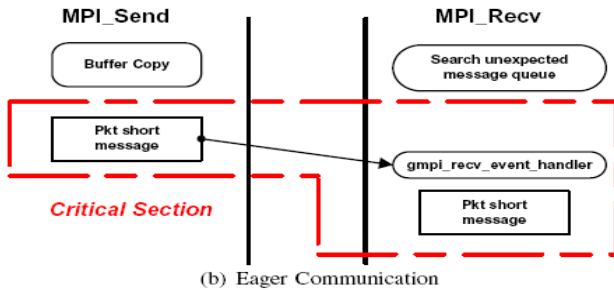 MPI_Send
MPI_Recv
Buffer Copy
Search unexpected
message queue
Pkt short
message
gmpi_recv_event_handler
Critical Section
Pkt short
message
(b) Eager Communication